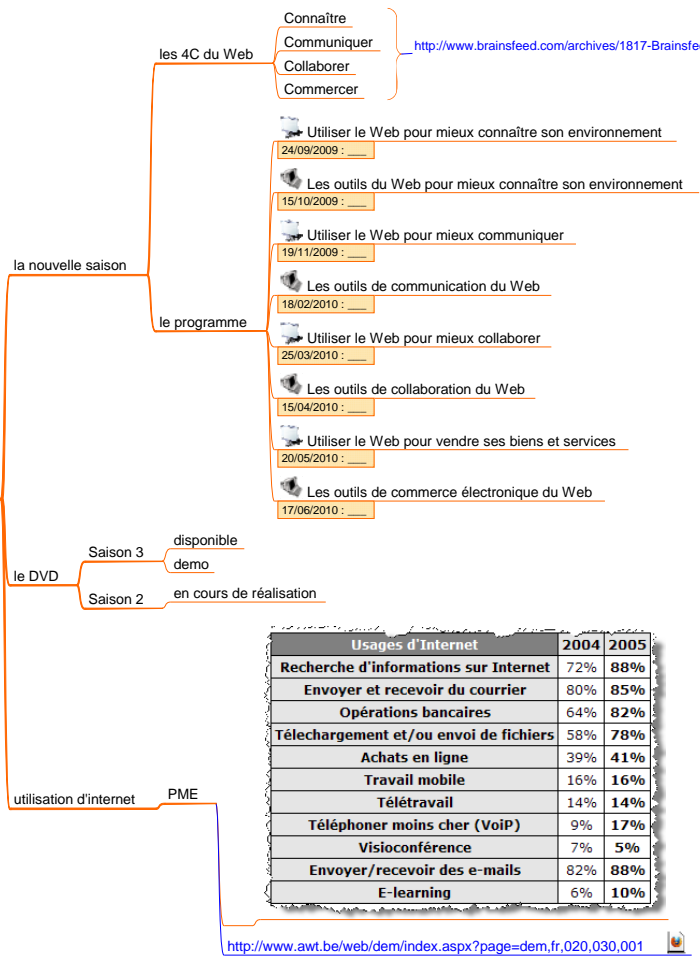 la nouvelle saison
les 4C du Web
Connaître
Communiquer
Collaborer
Commercer
http://www.brainsfeed.com/archives/1817-Brainsfe
le programme
Utiliser le Web pour mieux connaître son environnement
24/09/2009 : ___
Les outils du Web pour mieux connaître son environnement
15/10/2009 : ___
Utiliser le Web pour mieux communiquer
19/11/2009 : ___
Les outils de communication du Web
18/02/2010 : ___
Utiliser le Web pour mieux collaborer
25/03/2010 : ___
Les outils de collaboration du Web
15/04/2010 : ___
Utiliser le Web pour vendre ses biens et services
20/05/2010 : ___
Les outils de commerce électronique du Web
17/06/2010 : ___
le DVD
Saison 3
disponible
demo
Saison 2
en cours de réalisation
utilisation d'internet
PME
Usages d'Internet 2004 2005
Recherche d'informations sur Internet 72% 88%
Envoyer et recevoir du courrier 80% 85%
Opérations bancaires 64% 82%
Télechargement et/ou envoi de fichiers 58% 78%
Achats en ligne 39% 41%
Travail mobile 16% 16%
Télétravail 14% 14%
Téléphoner moins cher (VoiP) 9% 17%
Visioconférence 7% 5%
Envoyer/recevoir des e-mails 82% 88%
E-learning 6% 10%
http://www.awt.be/web/dem/index.aspx?page=dem,fr,020,030,001